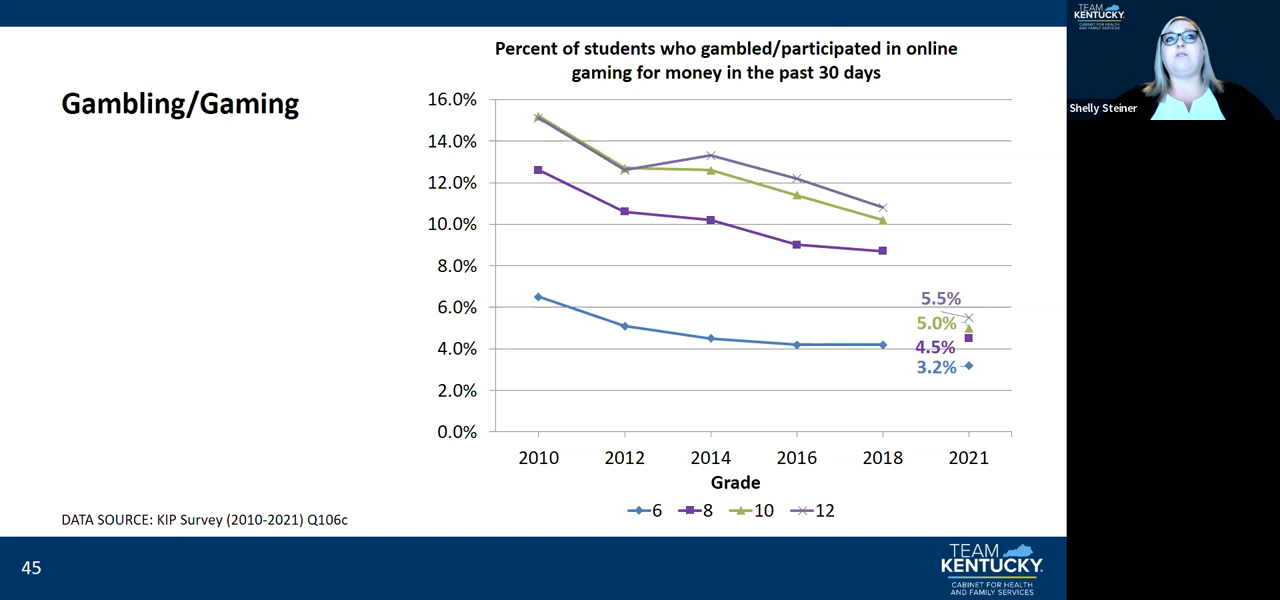 Gambling/Gaming
Percent of students who gambled/participated in online
gaming for money in the past 30 days
16.0%
14.0%
12.0%
10.0%
8.0%
6.0%
4.0%
2.0%
0.0%
5.5%
5.0%
4.5%
3.2%
2010 2012 2014 2016 2018 2021
Grade
6 8 10 12
DATA SOURCE: KIP Survey (2010-2021) Q106c
45
TEAM
KENTUCKY.
CABINET FOR HEALTH
AND FAMILY SERVICES
TEAM
KENTUCKY.
CABINET FOR HEALTH
AND FAMILY SERVICES
Shelly Steiner